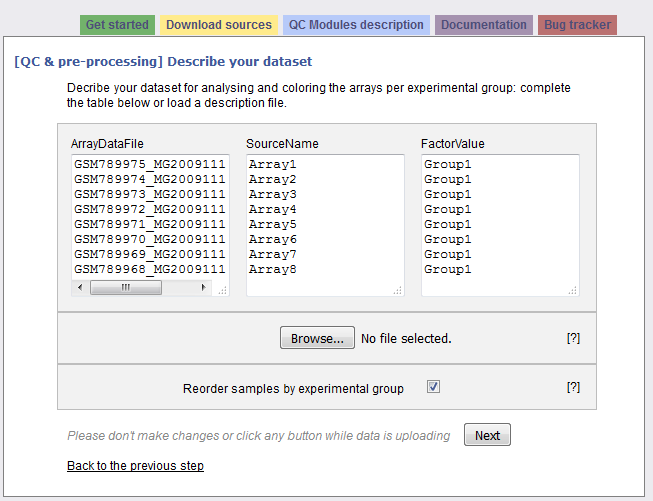 Get started Download sources QC Modules description Documentation Bug tracker
[QC & pre-processing] Describe your dataset
Decribe your dataset for analysing and coloring the arrays per experimental group: complete
the table below or load a description file.
ArrayDataFile SourceName FactorValue
GSM789975_MG2009111 Array1 Group1
GSM789974_MG2009111 Array2 Group1
GSM789973_MG2009111 Array3 Group1
GSM789972_MG2009111 Array4 Group1
GSM789971_MG2009111 Array5 Group1
GSM789970_MG2009111 Array6 Group1
GSM789969_MG2009111 Array7 Group1
GSM789968_MG2009111 Array8 Group1
Browse... No file selected. [?]
Reorder samples by experimental group [?]
Please don't make changes or click any button while data is uploading Next
Back to the previous step